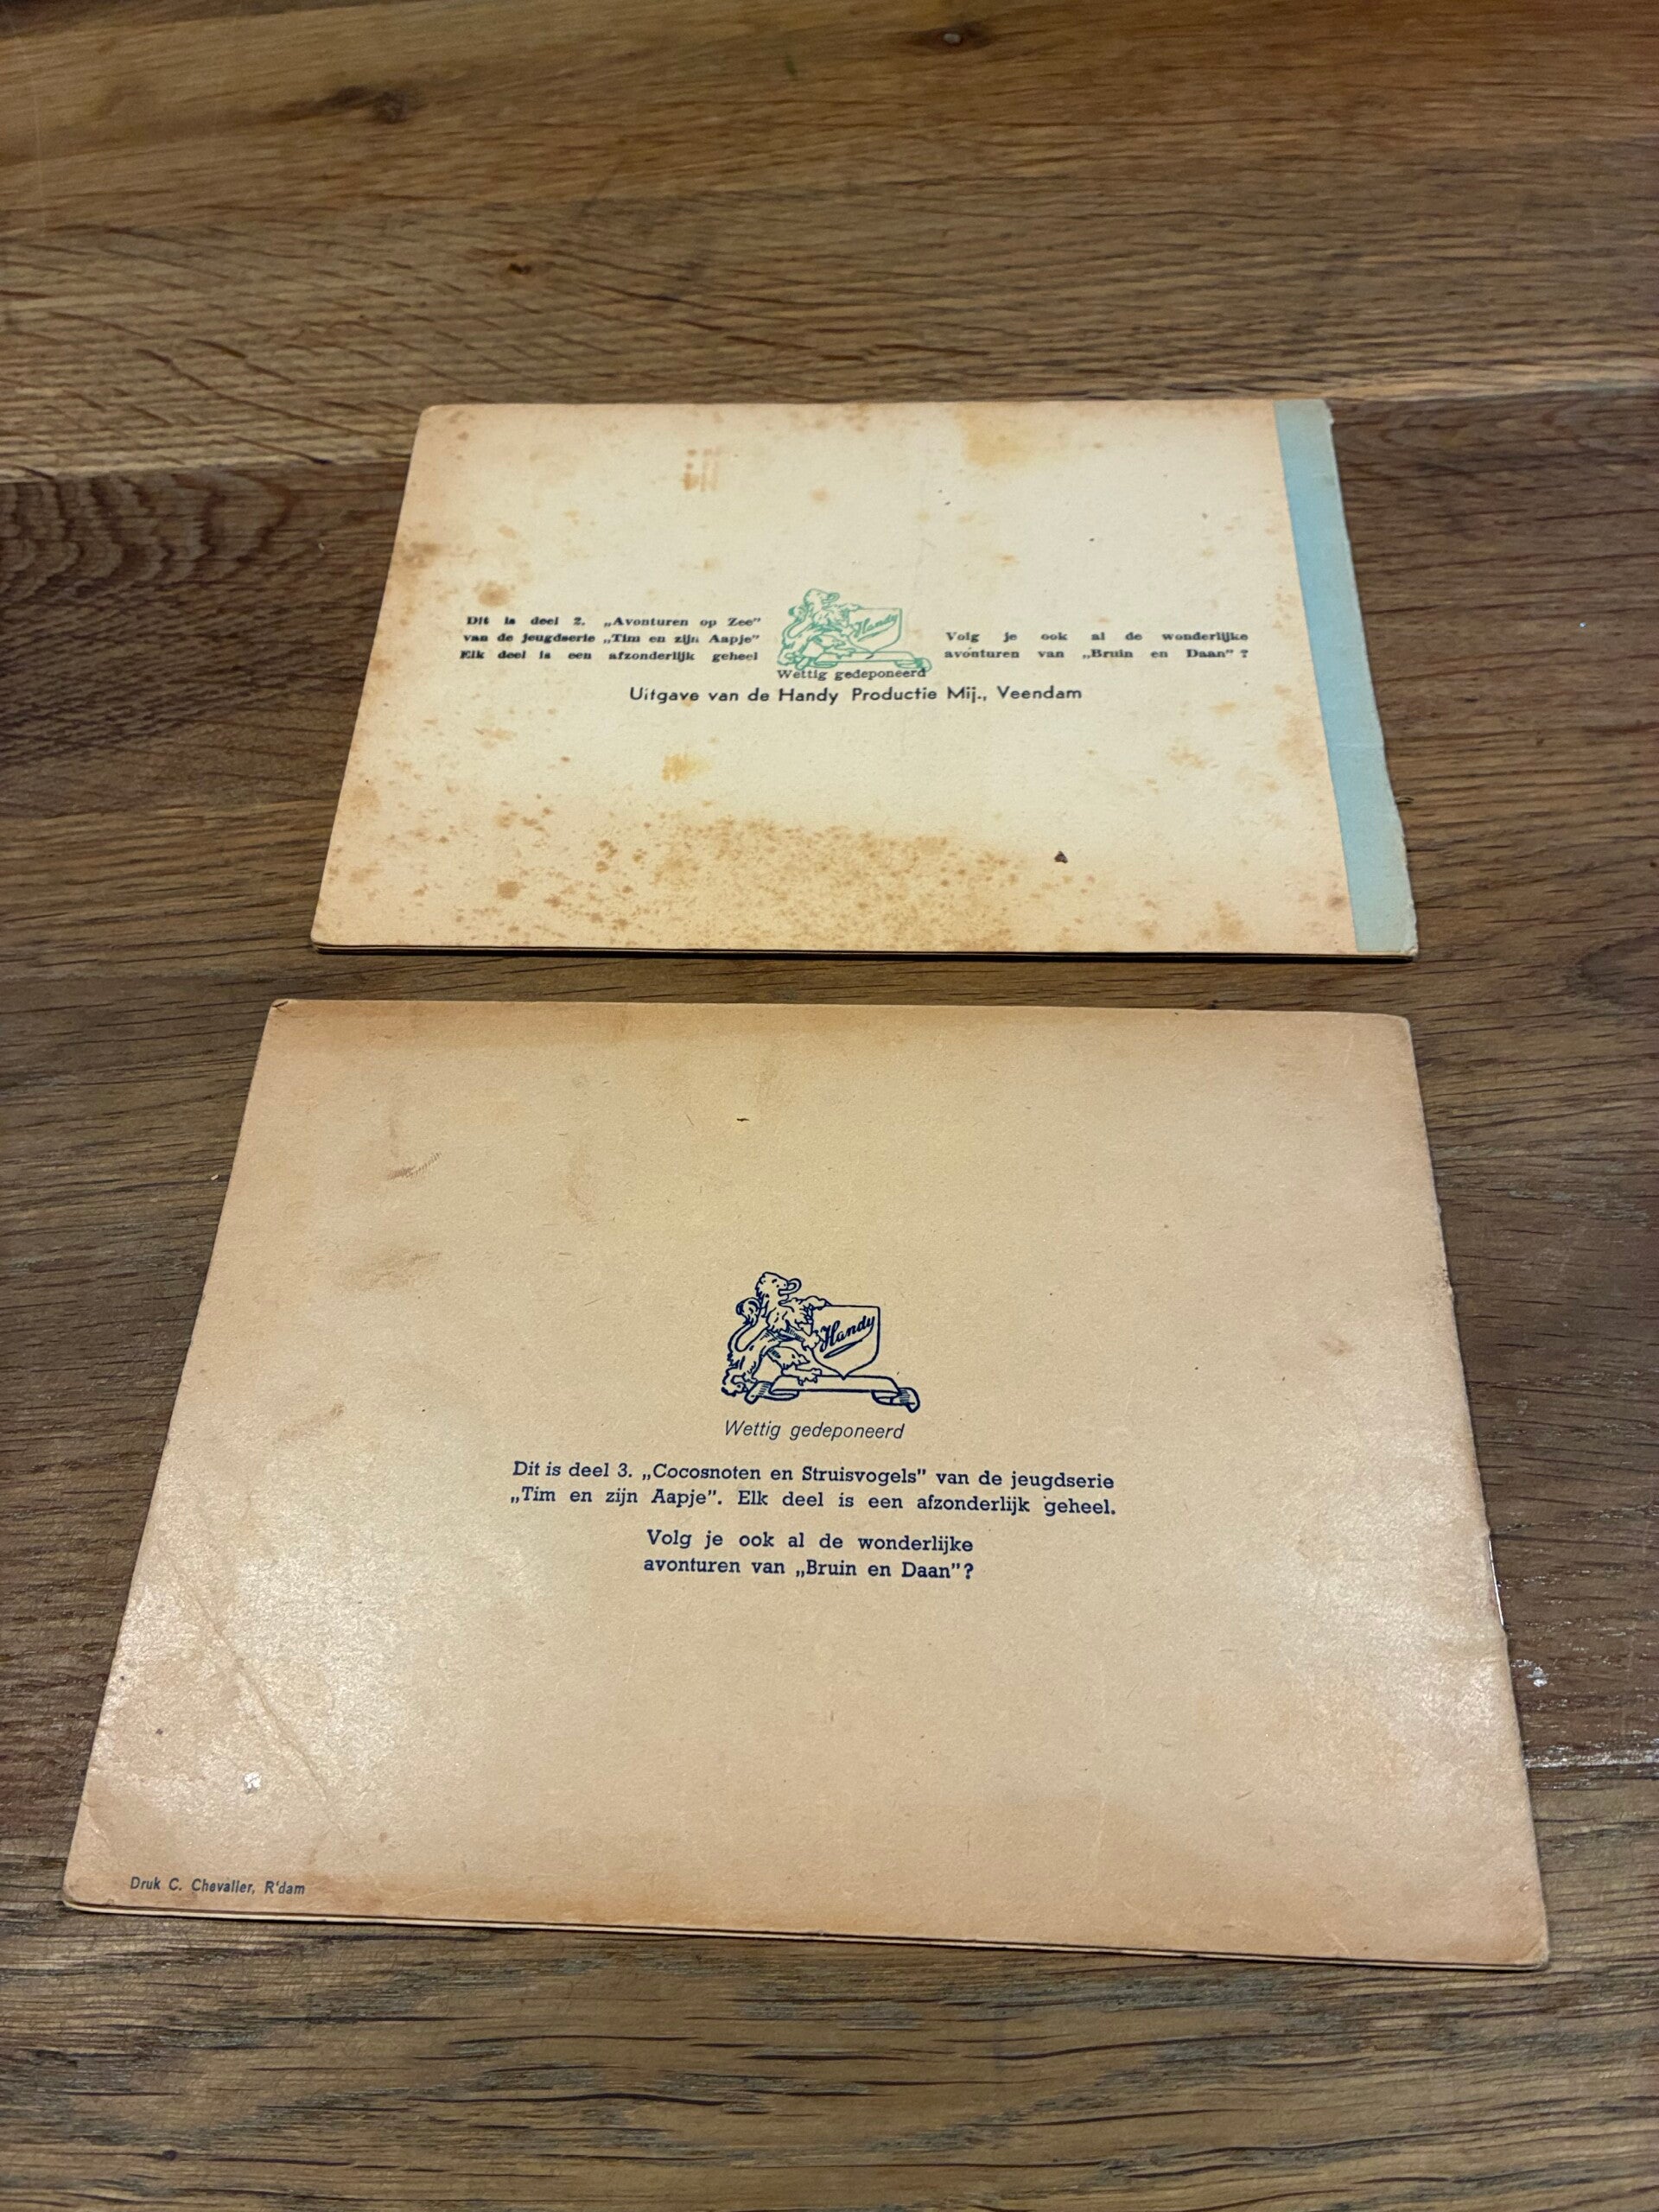 Dit is deel 2. „Avonturen op Zee"
van de jeugdserie „Tim en zijn Aapje"
Elk deel is een afzonderlijk geheel
Handy
Wettig gedeponeerd
Volg je ook al de wonderlijke
avonturen van „Bruin en Daan" ?
Uitgave van de Handy Productie Mij., Veendam
Handy
Wettig gedeponeerd
Dit is deel 3. „Cocosnoten en Struisvogels" van de jeugdserie
„Tim en zijn Aapje". Elk deel is een afzonderlijk geheel.
Volg je ook al de wonderlijke
avonturen van „Bruin en Daan"?
Druk C. Chevalier, R'dam